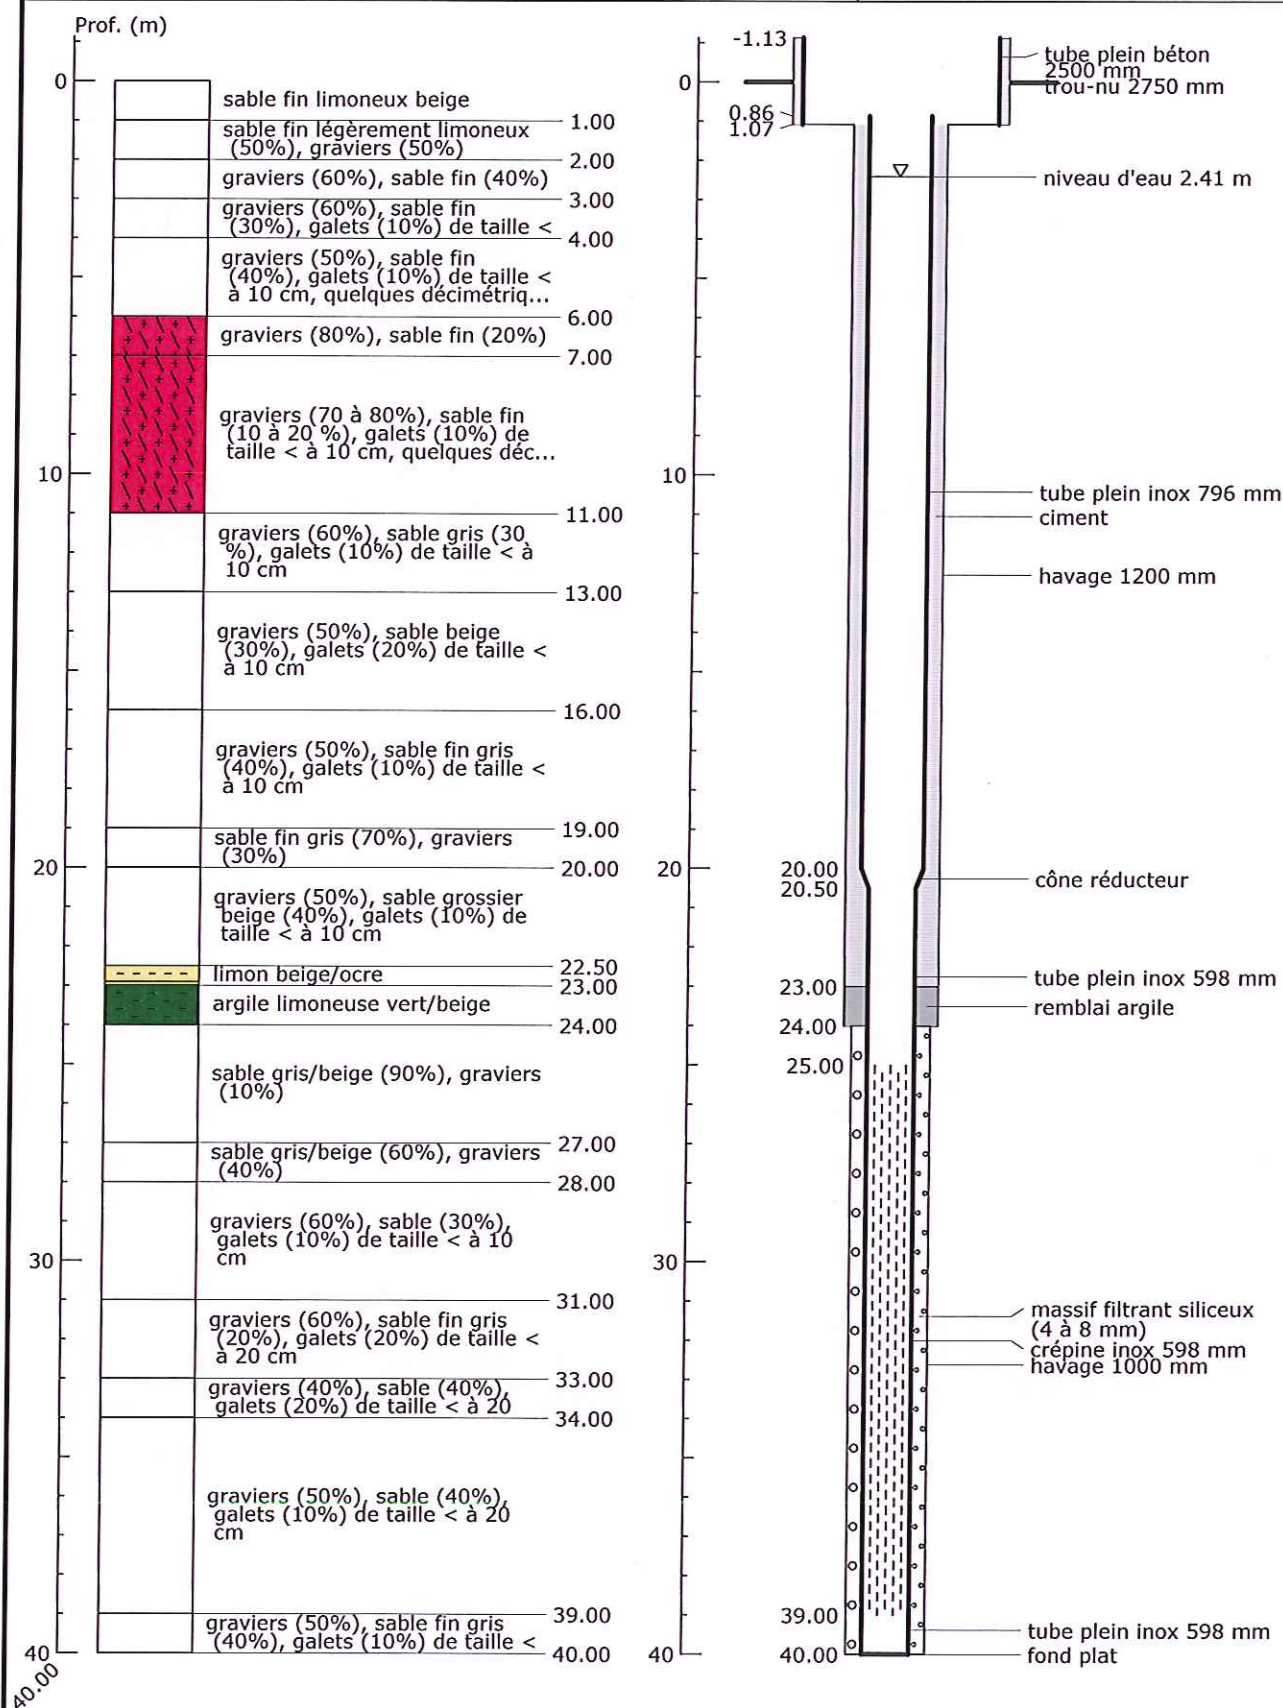 Prof. (m)
0
sable fin limoneux beige
1.00
sable fin légèrement limoneux
(50%), graviers (50%)
2.00
graviers (60%), sable fin (40%)
3.00
graviers (60%), sable fin
(30%), galets (10%) de taille <
4.00
graviers (50%), sable fin
(40%), galets (10%) de taille <
à 10 cm, quelques décimétriq...
6.00
graviers (80%), sable fin (20%)
7.00
graviers (70 à 80%), sable fin
(10 à 20 %), galets (10%) de
taille < à 10 cm, quelques déc...
10
11.00
graviers (60%), sable gris (30
%), galets (10%) de taille < à
10 cm
13.00
graviers (50%), sable beige
(30%), galets (20%) de taille <
à 10 cm
16.00
graviers (50%), sable fin gris
(40%), galets (10%) de taille <
à 10 cm
19.00
sable fin gris (70%), graviers
(30%)
20
20.00
graviers (50%), sable grossier
beige (40%), galets (10%) de
taille < à 10 cm
22.50
limon beige/ocre
23.00
argile limoneuse vert/beige
24.00
sable gris/beige (90%), graviers
(10%)
27.00
sable gris/beige (60%), graviers
(40%)
28.00
graviers (60%), sable (30%),
galets (10%) de taille < à 10
cm
30
31.00
graviers (60%), sable fin gris
(20%), galets (20%) de taille <
à 20 cm
33.00
graviers (40%), sable (40%),
galets (20%) de taille < à 20
34.00
graviers (50%), sable (40%),
galets (10%) de taille < à 20
cm
39.00
graviers (50%), sable fin gris
(40%), galets (10%) de taille <
40
40.00
40.00
-1.13
tube plein béton
2500 mm
0
trou-nu 2750 mm
0.86
1.07
niveau d'eau 2.41 m
10
tube plein inox 796 mm
ciment
havage 1200 mm
20
20.00
20.50
cône réducteur
tube plein inox 598 mm
23.00
remblai argile
24.00
25.00
30
massif filtrant siliceux
(4 à 8 mm)
crépine inox 598 mm
havage 1000 mm
39.00
tube plein inox 598 mm
40
40.00
fond plat